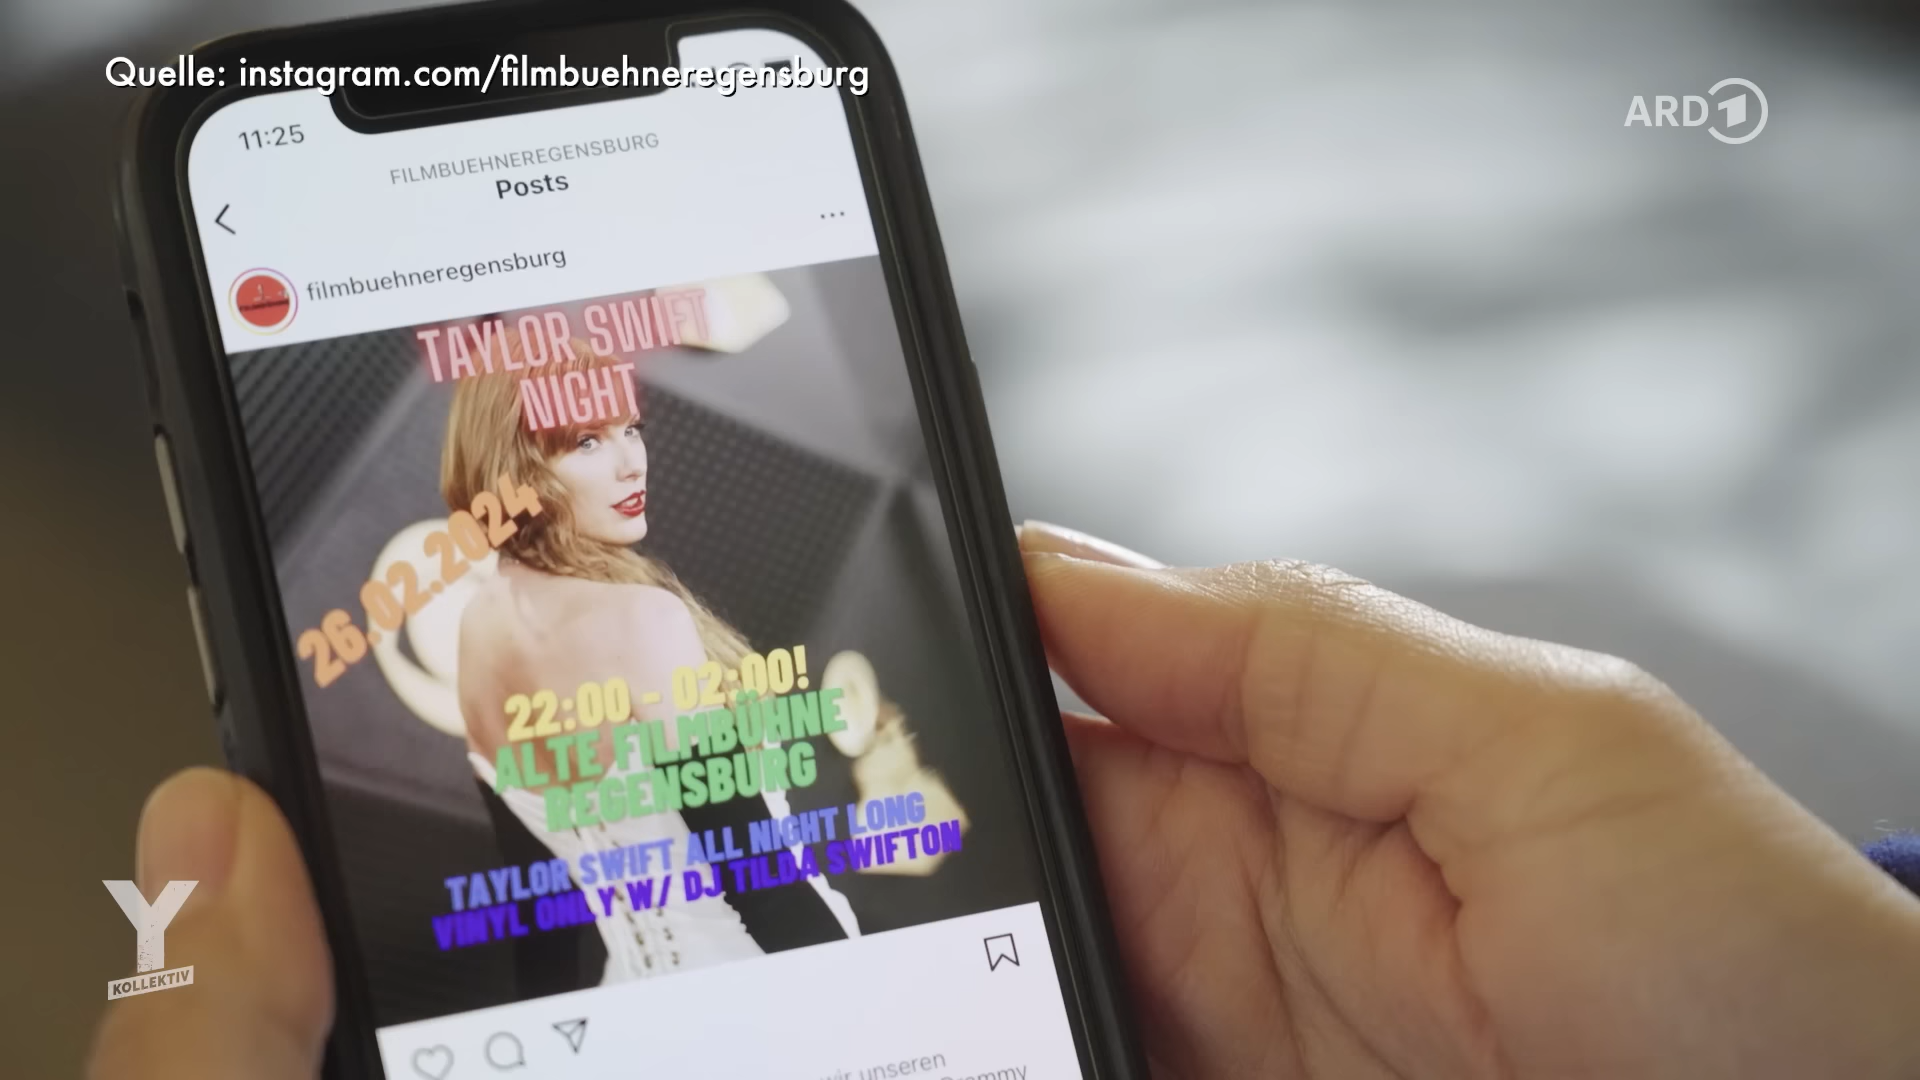 Quelle: instagram.com/filmbuehneregensburg
ARD 1
11:25
FILMBUEHNEREGENSBURG
Posts
filmbuehneregensburg
TAYLOR SWIFT
NIGHT
26.02.2024
22:00 - 02:00!
ALTE FILMBÜHNE
REGENSBURG
TAYLOR SWIFT ALL NIGHT LONG
VINYL ONLY W/ DJ TILDA SWIFTON
wir unseren
Y
KOLLEKTIV